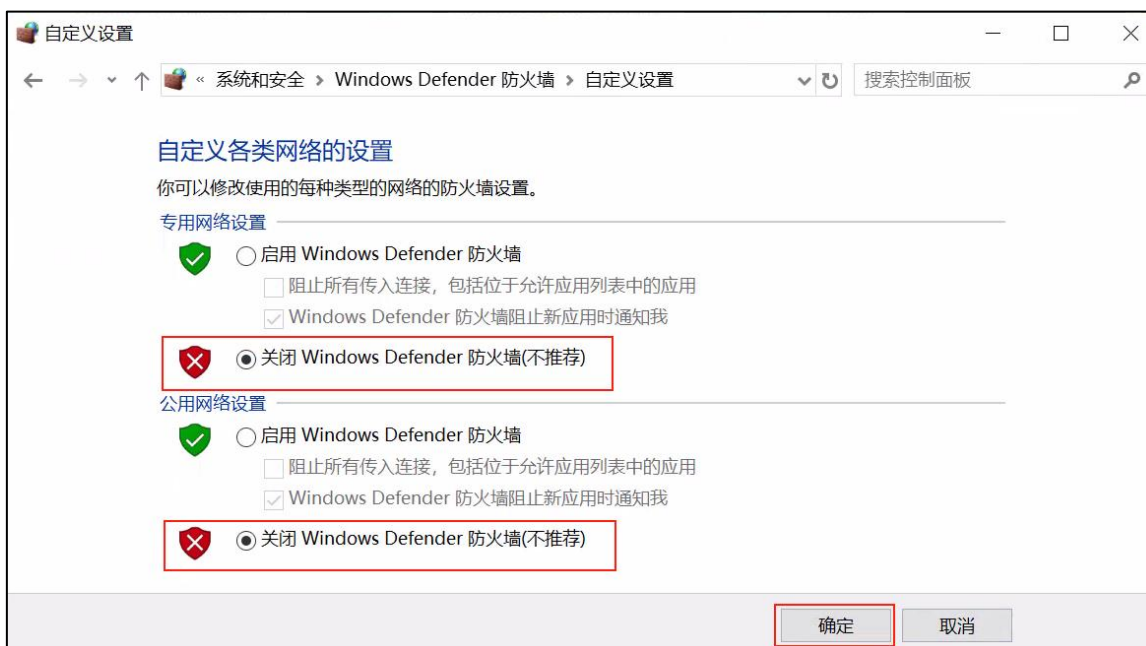 自定义设置
« 系统和安全 > Windows Defender 防火墙 > 自定义设置
搜索控制面板
自定义各类网络的设置
你可以修改使用的每种类型的网络的防火墙设置。
专用网络设置
启用 Windows Defender 防火墙
阻止所有传入连接，包括位于允许应用列表中的应用
Windows Defender 防火墙阻止新应用时通知我
关闭 Windows Defender 防火墙(不推荐)
公用网络设置
启用 Windows Defender 防火墙
阻止所有传入连接，包括位于允许应用列表中的应用
Windows Defender 防火墙阻止新应用时通知我
关闭 Windows Defender 防火墙(不推荐)
确定
取消